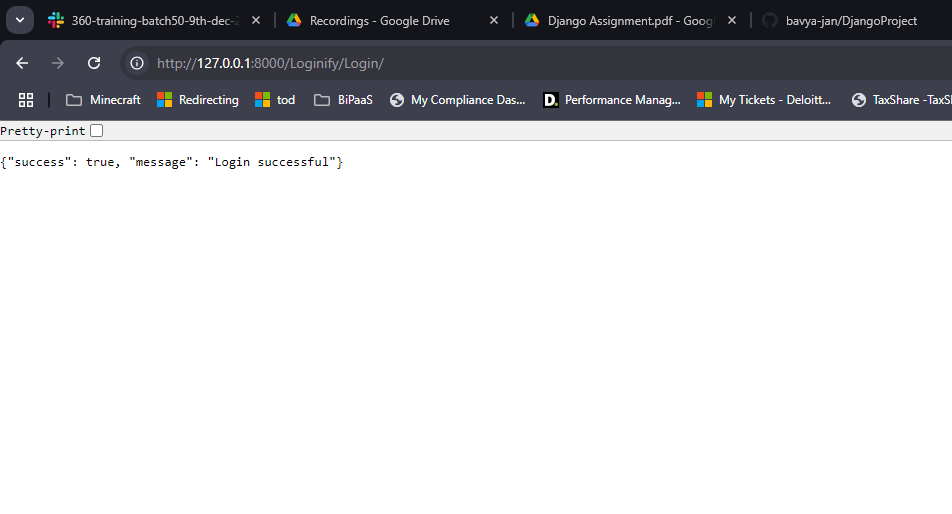 360-training-batch50-9th-dec-2
Recordings - Google Drive
Django Assignment.pdf - Goog
bavya-jan/DjangoProject
http://127.0.0.1:8000/Loginify/Login/
Minecraft
Redirecting
tod
BiPaaS
My Compliance Das...
D. Performance Manag...
My Tickets - Deloitt...
TaxShare -TaxSh
Pretty-print
{"success": true, "message": "Login successful"}